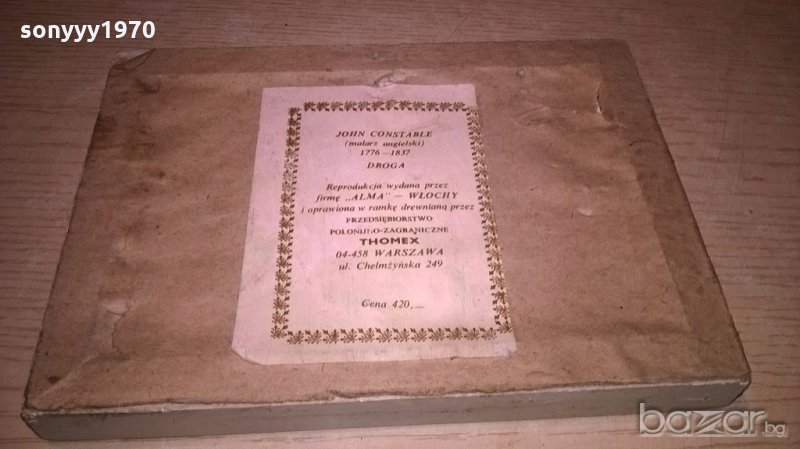 sonyyy1970
JOHN CONSTABLE
(malarz angielski)
1776—1837
DROGA
Reprodukcja wydana przez
firmę „ALMA" — WŁOCHY
i oprawiona w ramkę drewnianą przez
PRZEDSIĘBIORSTWO
POLONIJNO-ZAGRANICZNE
THOMEX
04-458 WARSZAWA
ul. Chełmżyńska 249
Cena 420,—
bazar.bg